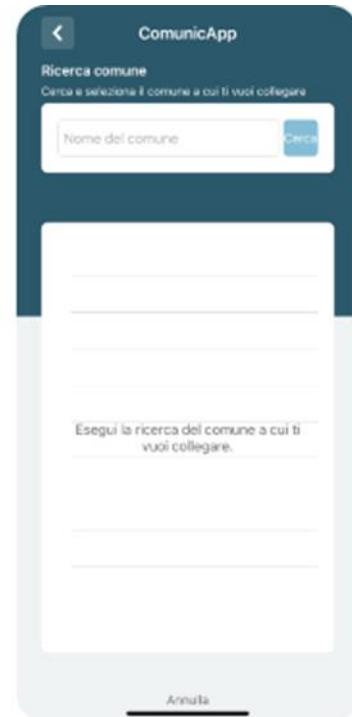 ComunicApp
Ricerca comune
Cerca e seleziona il comune a cui ti vuoi collegare
Nome del comune
Cerca
Esegui la ricerca del comune a cui ti
vuoi collegare.
Annulla